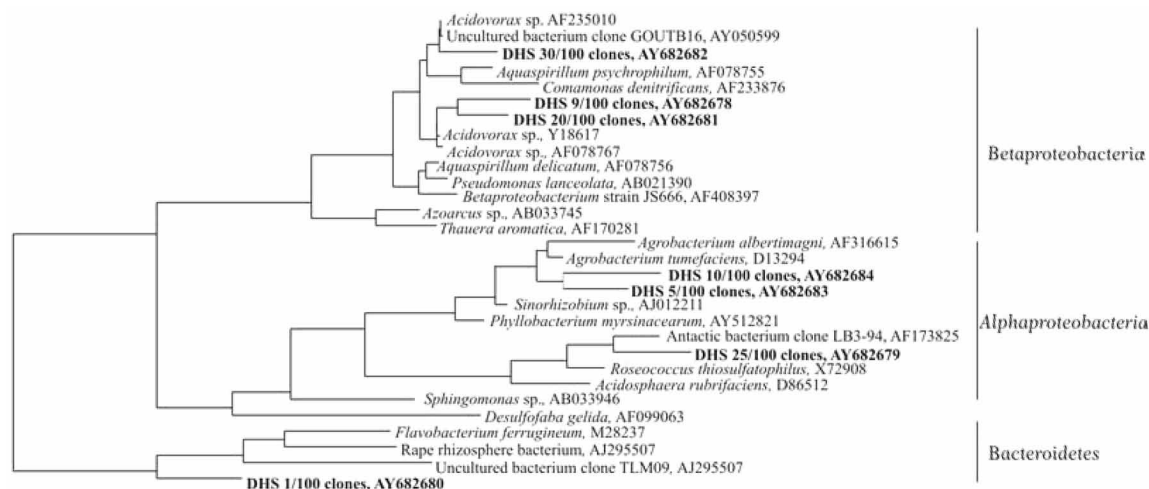 Acidovorax sp. AF235010
Uncultured bacterium clone GOUTB16, AY050599
DHS 30/100 clones, AY682682
Aquaspirillum psychrophilum, AF078755
Comamonas denitrificans, AF233876
DHS 9/100 clones, AY682678
DHS 20/100 clones, AY682681
Acidovorax sp., Y18617
Acidovorax sp., AF078767
Aquaspirillum delicatum, AF078756
Pseudomonas lanceolata, AB021390
Betaproteobacterium strain JS666, AF408397
Azoarcus sp., AB033745
Thauera aromatica, AF170281
Betaproteobacteria
Agrobacterium albertimagni, AF316615
Agrobacterium tumefaciens, D13294
DHS 10/100 clones, AY682684
DHS 5/100 clones, AY682683
Sinorhizobium sp., AJ012211
Phyllobacterium myrsinacearum, AY512821
Antactic bacterium clone LB3-94, AF173825
DHS 25/100 clones, AY682679
Roseococcus thiosulfatophilus, X72908
Acidosphaera rubrifaciens, D86512
Sphingomonas sp., AB033946
Alphaproteobacteria
Desulfofaba gelida, AF099063
Flavobacterium ferrugineum, M28237
Rape rhizosphere bacterium, AJ295507
Uncultured bacterium clone TLM09, AJ295507
DHS 1/100 clones, AY682680
Bacteroidetes